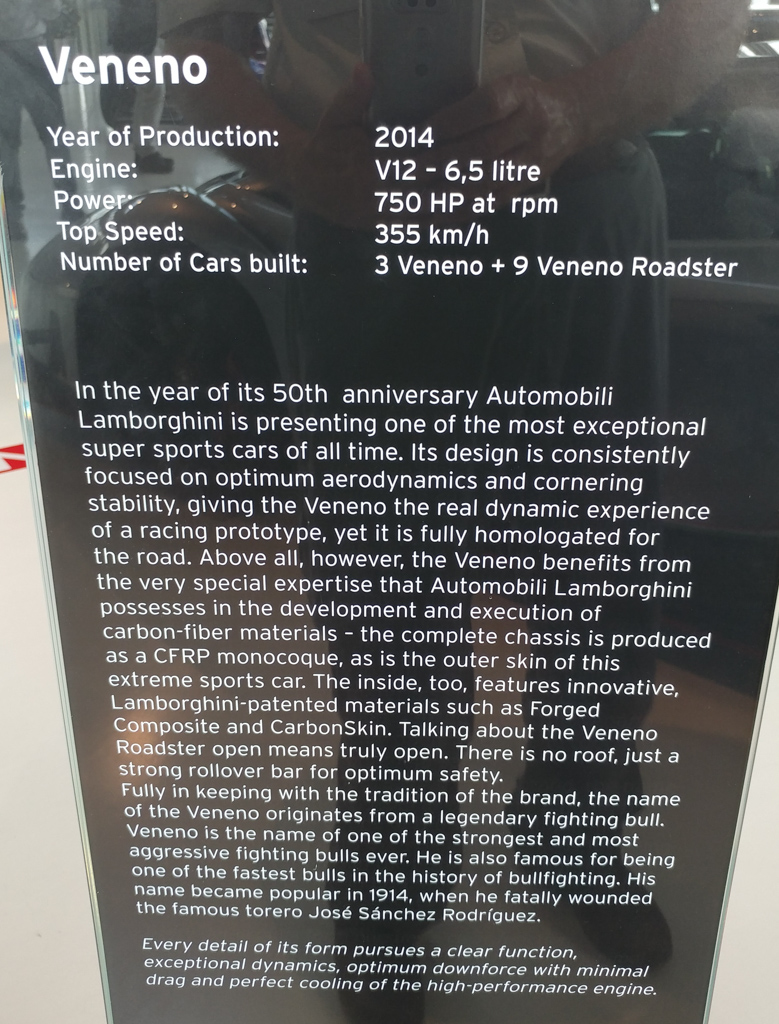 Veneno
Year of Production: 2014
Engine: V12 – 6,5 litre
Power: 750 HP at rpm
Top Speed: 355 km/h
Number of Cars built: 3 Veneno + 9 Veneno Roadster
In the year of its 50th anniversary Automobili
Lamborghini is presenting one of the most exceptional
super sports cars of all time. Its design is consistently
focused on optimum aerodynamics and cornering
stability, giving the Veneno the real dynamic experience
of a racing prototype, yet it is fully homologated for
the road. Above all, however, the Veneno benefits from
the very special expertise that Automobili Lamborghini
possesses in the development and execution of
carbon-fiber materials – the complete chassis is produced
as a CFRP monocoque, as is the outer skin of this
extreme sports car. The inside, too, features innovative,
Lamborghini-patented materials such as Forged
Composite and CarbonSkin. Talking about the Veneno
Roadster open means truly open. There is no roof, just a
strong rollover bar for optimum safety.
Fully in keeping with the tradition of the brand, the name
of the Veneno originates from a legendary fighting bull.
Veneno is the name of one of the strongest and most
aggressive fighting bulls ever. He is also famous for being
one of the fastest bulls in the history of bullfighting. His
name became popular in 1914, when he fatally wounded
the famous torero José Sánchez Rodríguez.
Every detail of its form pursues a clear function,
exceptional dynamics, optimum downforce with minimal
drag and perfect cooling of the high-performance engine.